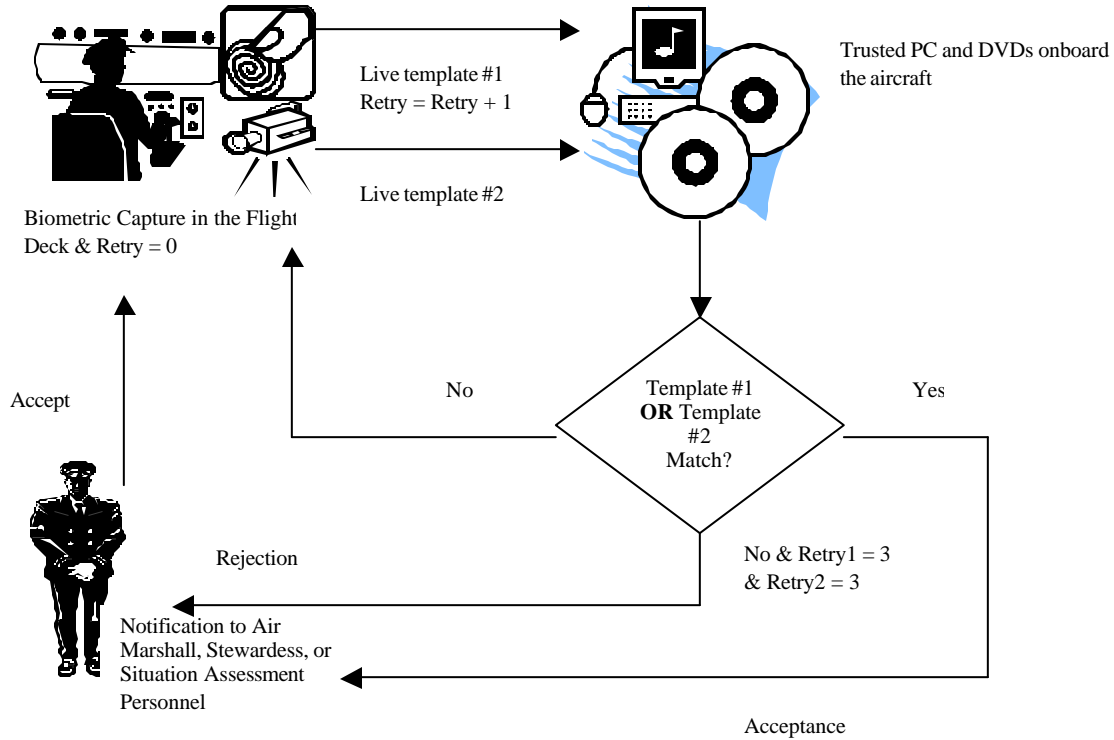 Trusted PC and DVDs onboard
the aircraft
Live template #1
Retry = Retry + 1
Live template #2
Biometric Capture in the Flight
Deck & Retry = 0
Accept
No
Template #1
OR Template
#2
Match?
Yes
Rejection
No & Retry1 = 3
& Retry2 = 3
Notification to Air
Marshall, Stewardess, or
Situation Assessment
Personnel
Acceptance